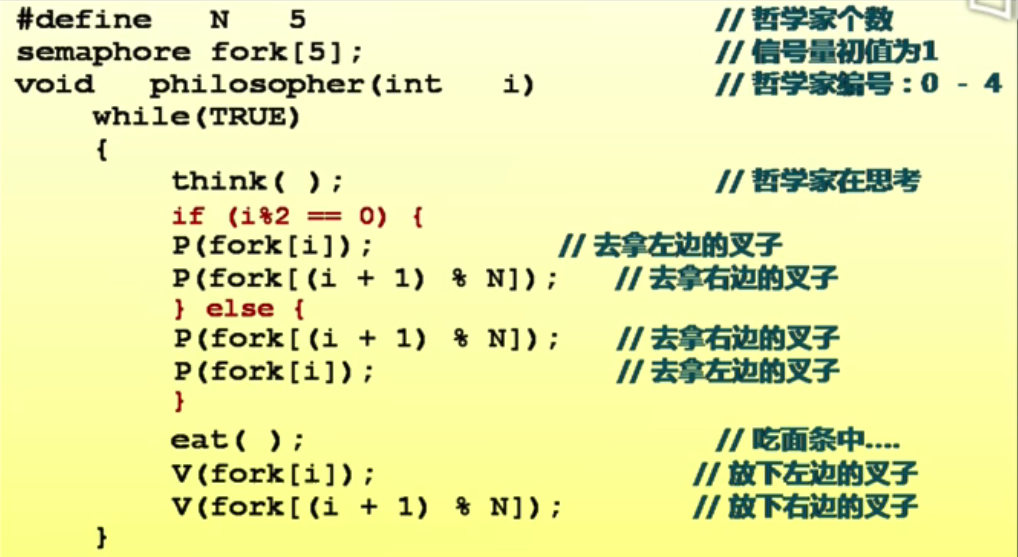 #define N 5 // 哲学家个数
semaphore fork[5]; // 信号量初值为1
void philosopher(int i) // 哲学家编号:0 - 4
while(TRUE)
{
think( ); // 哲学家在思考
if (i%2 == 0) {
P(fork[i]); // 去拿左边的叉子
P(fork[(i + 1) % N]); // 去拿右边的叉子
} else {
P(fork[(i + 1) % N]); // 去拿右边的叉子
P(fork[i]); // 去拿左边的叉子
}
eat( ); // 吃面条中....
V(fork[i]); // 放下左边的叉子
V(fork[(i + 1) % N]); // 放下右边的叉子
}